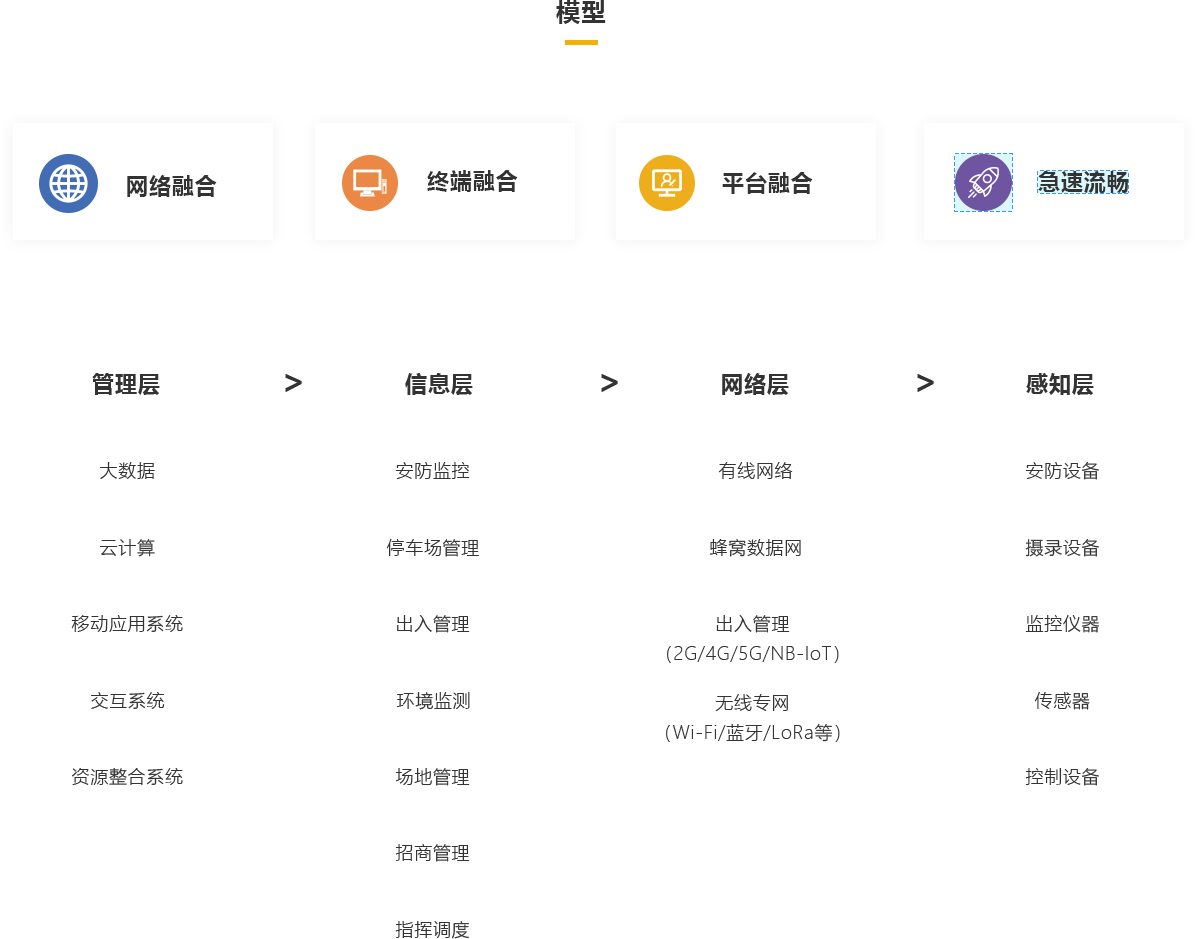 模型
网络融合
终端融合
平台融合
急速流畅
管理层 > 信息层 > 网络层 > 感知层
大数据
云计算
移动应用系统
交互系统
资源整合系统
安防监控
停车场管理
出入管理
环境监测
场地管理
招商管理
指挥调度
有线网络
蜂窝数据网
出入管理
（2G/4G/5G/NB-IoT）
无线专网
（Wi-Fi/蓝牙/LoRa等）
安防设备
摄录设备
监控仪器
传感器
控制设备